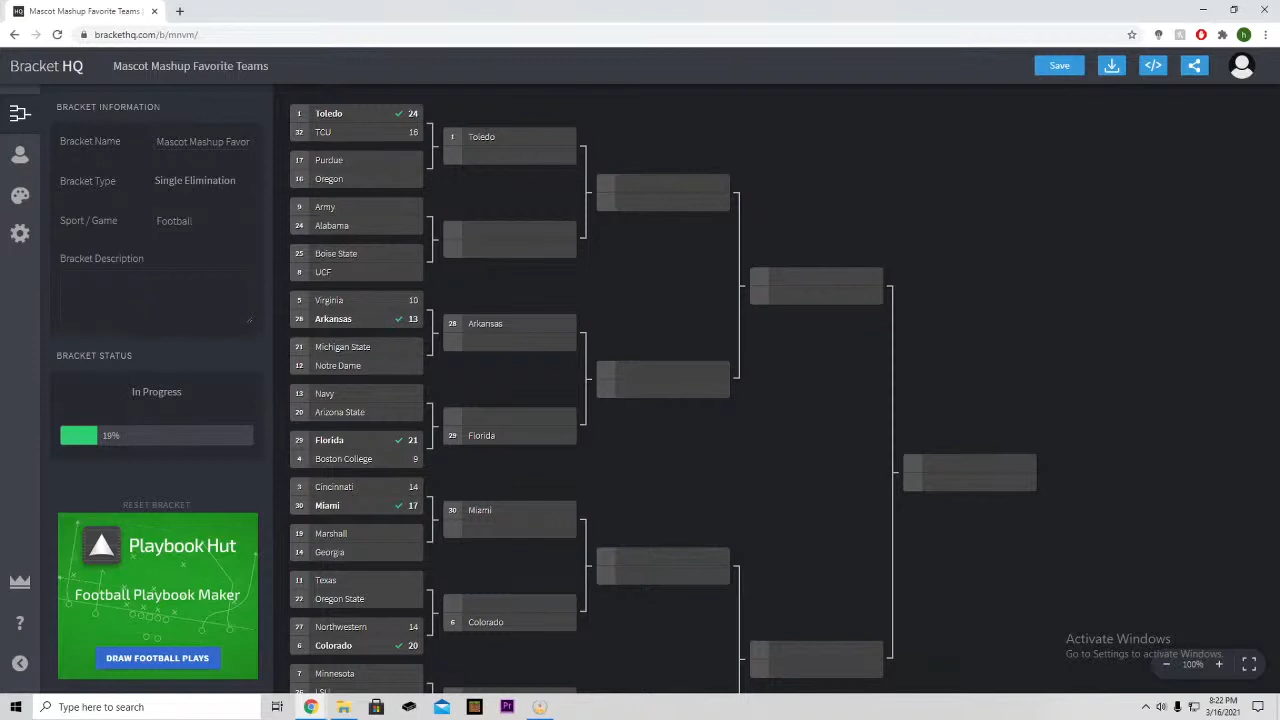 Mascot Mashup Favorite Teams
brackethq.com/b/mnvm/
Bracket HQ
Mascot Mashup Favorite Teams
Save
BRACKET INFORMATION
Bracket Name Mascot Mashup Favor
Bracket Type Single Elimination
Sport / Game Football
Bracket Description
BRACKET STATUS
In Progress
19%
RESET BRACKET
Playbook Hut
Football Playbook Maker
DRAW FOOTBALL PLAYS
1 Toledo 24
32 TCU 16
17 Purdue
16 Oregon
9 Army
24 Alabama
25 Boise State
8 UCF
5 Virginia 10
28 Arkansas 13
21 Michigan State
12 Notre Dame
13 Navy
20 Arizona State
29 Florida 21
4 Boston College 9
3 Cincinnati 14
30 Miami 17
19 Marshall
14 Georgia
11 Texas
22 Oregon State
27 Northwestern 14
6 Colorado 20
7 Minnesota
26 LSU
1 Toledo
28 Arkansas
29 Florida
30 Miami
6 Colorado
Activate Windows
Go to Settings to activate Windows.
100%
Type here to search
8:22 PM
3/16/2021